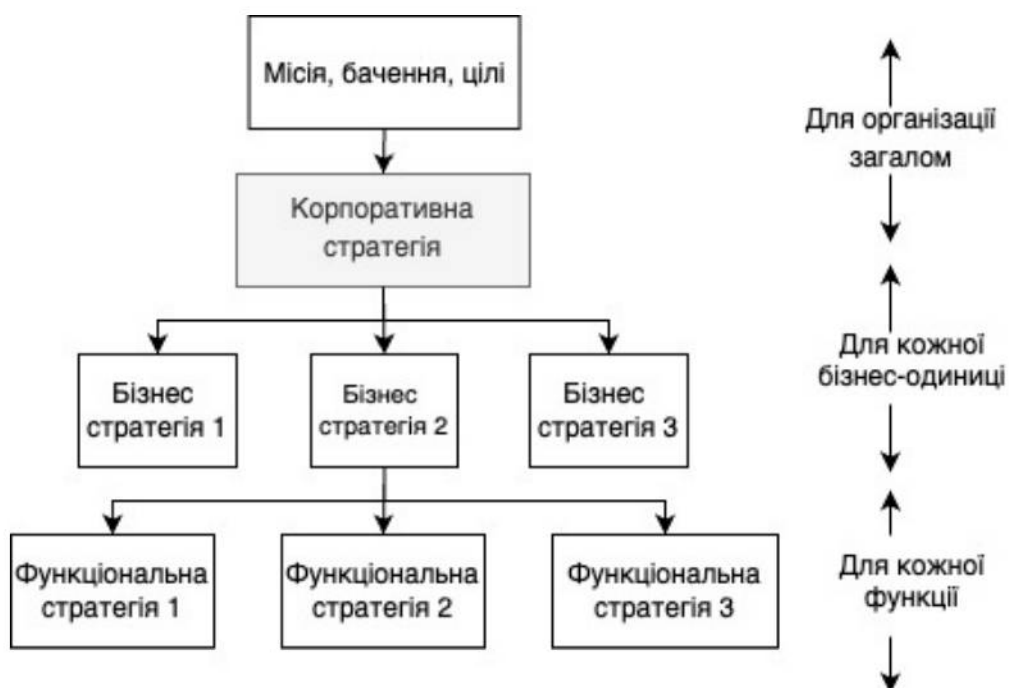 Місія, бачення, цілі
Для організації
загалом
Корпоративна
стратегія
Для кожної
бізнес-одиниці
Бізнес
стратегія 1
Бізнес
стратегія 2
Бізнес
стратегія 3
Для кожної
функції
Функціональна
стратегія 1
Функціональна
стратегія 2
Функціональна
стратегія 3